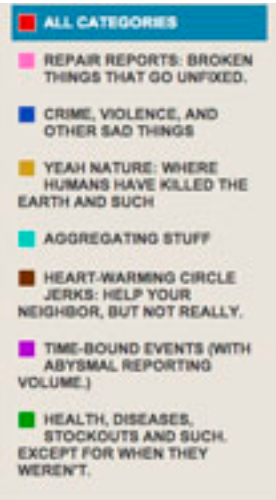 ALL CATEGORIES
REPAIR REPORTS: BROKEN
THINGS THAT GO UNFIXED.
CRIME, VIOLENCE, AND
OTHER SAD THINGS
YEAH NATURE: WHERE
HUMANS HAVE KILLED THE
EARTH AND SUCH
AGGREGATING STUFF
HEART-WARMING CIRCLE
JERKS: HELP YOUR
NEIGHBOR, BUT NOT REALLY.
TIME-BOUND EVENTS (WITH
ABYSMAL REPORTING
VOLUME.)
HEALTH, DISEASES,
STOCKOUTS AND SUCH.
EXCEPT FOR WHEN THEY
WEREN'T.